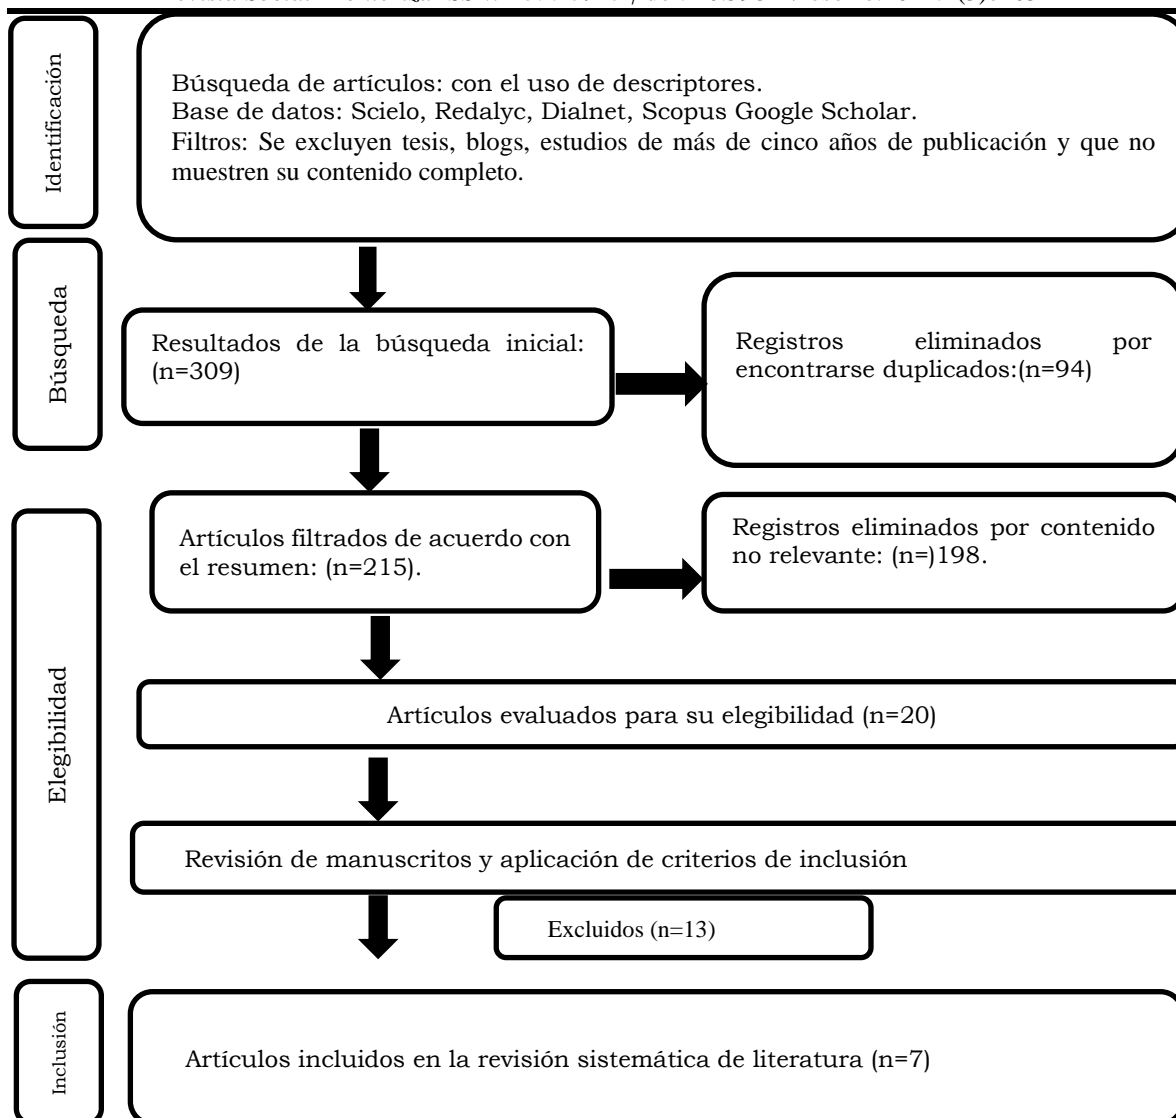 Identificación
Búsqueda de artículos: con el uso de descriptores.
Base de datos: Scielo, Redalyc, Dialnet, Scopus Google Scholar.
Filtros: Se excluyen tesis, blogs, estudios de más de cinco años de publicación y que no
muestren su contenido completo.
Búsqueda
Resultados de la búsqueda inicial:
(n=309)
Registros eliminados por
encontrarse duplicados:(n=94)
Elegibilidad
Artículos filtrados de acuerdo con
el resumen: (n=215).
Registros eliminados por contenido
no relevante: (n=)198.
Artículos evaluados para su elegibilidad (n=20)
Revisión de manuscritos y aplicación de criterios de inclusión
Excluidos (n=13)
Inclusión
Artículos incluidos en la revisión sistemática de literatura (n=7)